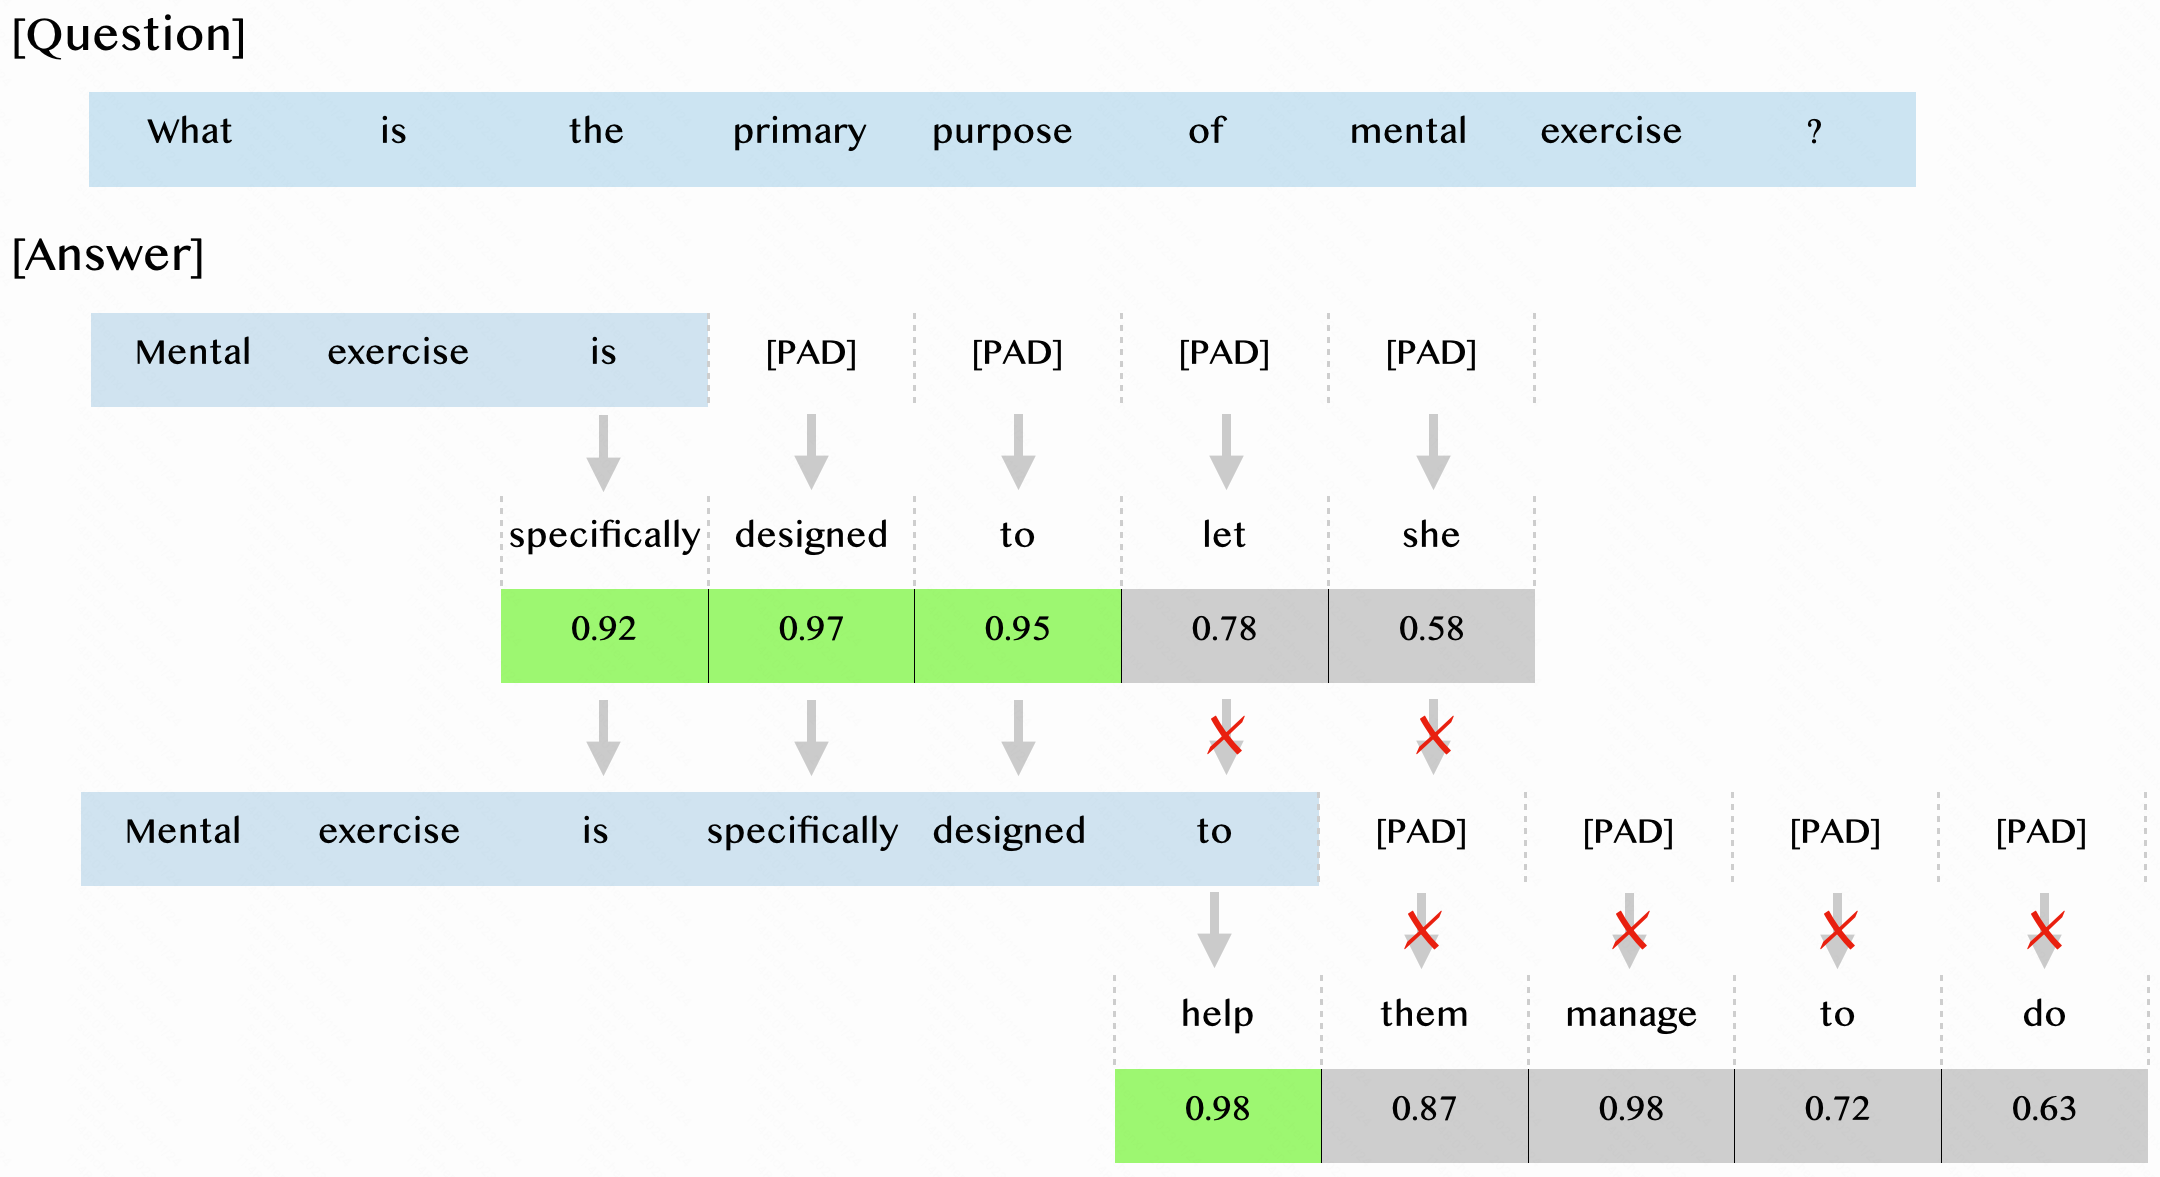 [Question]
What is the primary purpose of mental exercise ?
[Answer]
Mental exercise is [PAD] [PAD] [PAD] [PAD]
specifically designed to let she
0.92 0.97 0.95 0.78 0.58
Mental exercise is specifically designed to [PAD] [PAD] [PAD] [PAD]
help them manage to do
0.98 0.87 0.98 0.72 0.63